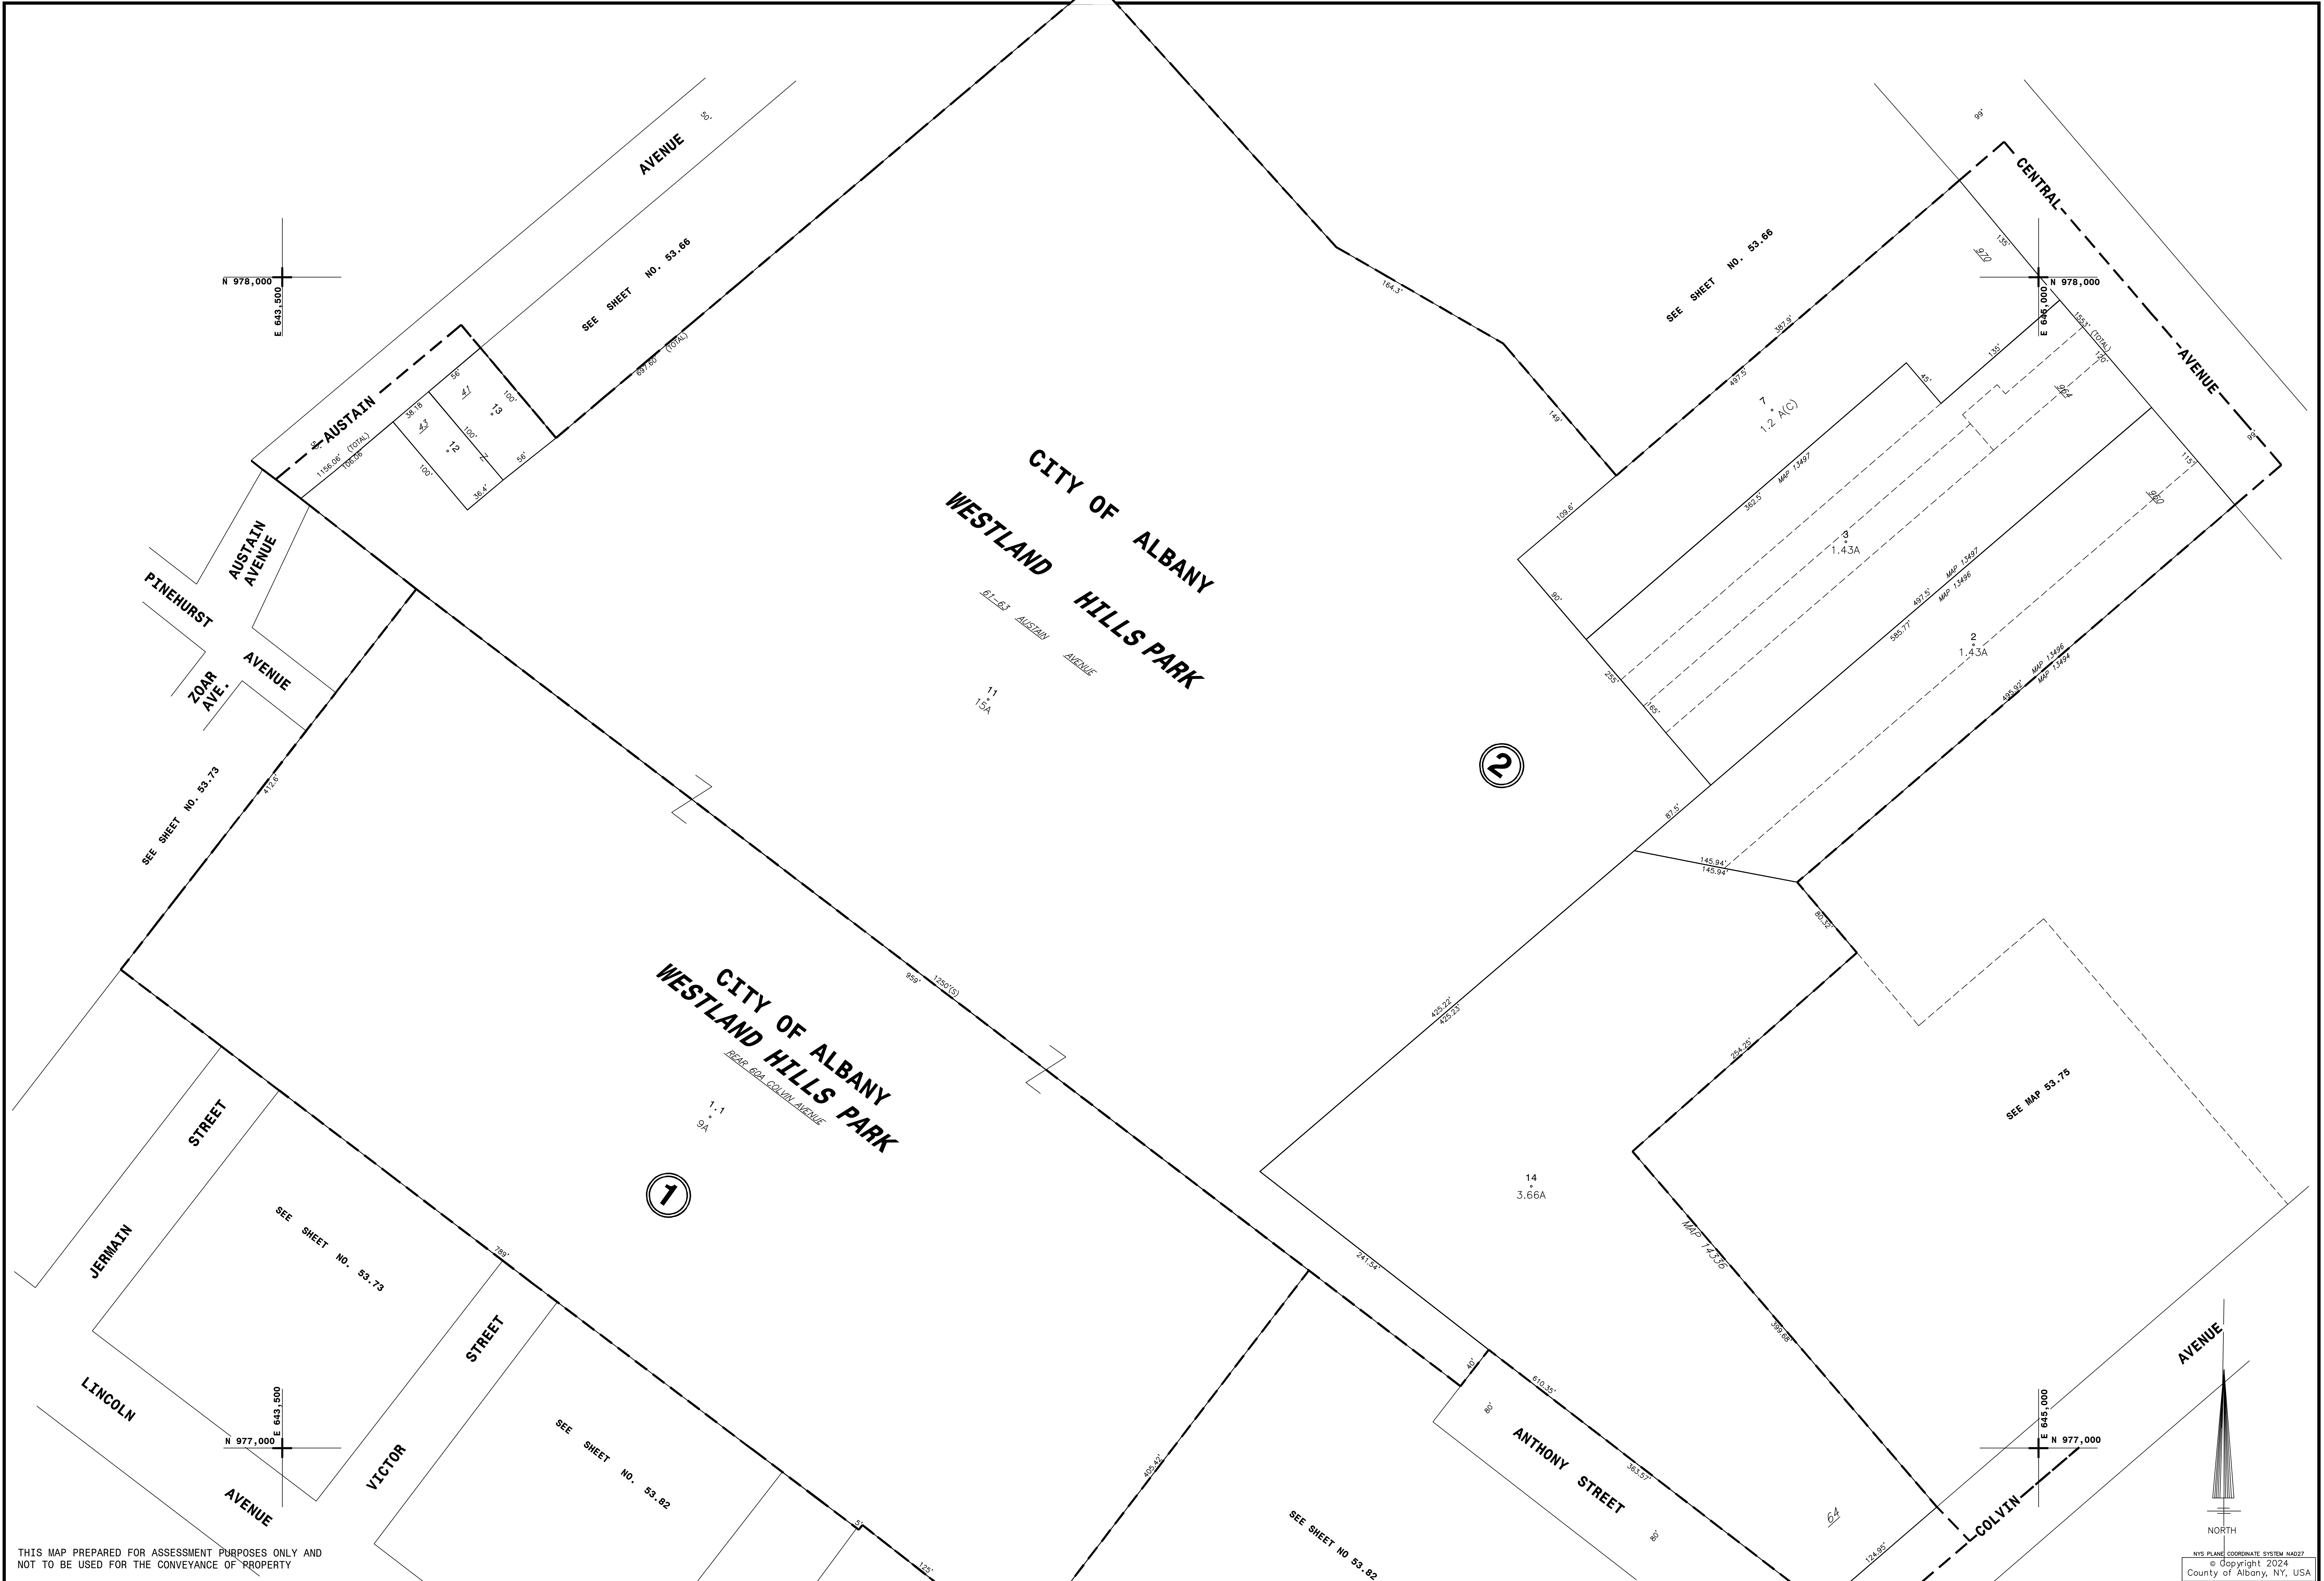 AVENUE
50'
SEE SHEET NO. 53.66
N 978,000
E 643,500
697.60' (TOTAL)
AUSTAIN
56'
41
13
100'
38.18
43
12
100'
Z
1156.06' (TOTAL)
106.06
100'
56'
36.4'
AUSTAIN
AVENUE
PINEHURST
AVENUE
ZOAR
AVE.
SEE SHEET NO. 53.73
412.6'
CITY OF ALBANY
WESTLAND HILLS PARK
61-63 AUSTAIN AVENUE
11
15A
164.3'
149'
99'
CENTRAL
AVENUE
SEE SHEET NO. 53.66
135'
970
N 978,000
E 645,000
387.9'
497.5'
1553' (TOTAL)
120'
135'
45'
964
7
1.2 A(C)
99'
115'
960
MAP 13497
362.5'
109.6'
3
1.43A
MAP 13497
MAP 13496
497.5'
585.77'
90'
2
1.43A
MAP 13496
MAP 13494
495.92'
255'
165'
2
87.5'
145.94'
145.94'
80.32'
959'
1250'(S)
CITY OF ALBANY
WESTLAND HILLS PARK
REAR 60A COLVIN AVENUE
1.1
9A
1
425.22'
425.23'
254.25'
SEE MAP 53.75
14
3.66A
MAP 14336
399.68'
241.54'
40'
610.35'
80'
ANTHONY STREET
363.57'
80'
64
124.95'
STREET
JERMAIN
SEE SHEET NO. 53.73
789'
STREET
VICTOR
LINCOLN
AVENUE
E 643,500
N 977,000
SEE SHEET NO. 53.82
5'
125'
405.42'
SEE SHEET NO 53.82
E 645,000
N 977,000
COLVIN
AVENUE
NORTH
THIS MAP PREPARED FOR ASSESSMENT PURPOSES ONLY AND
NOT TO BE USED FOR THE CONVEYANCE OF PROPERTY
NYS PLANE COORDINATE SYSTEM NAD27
© Copyright 2024
County of Albany, NY, USA